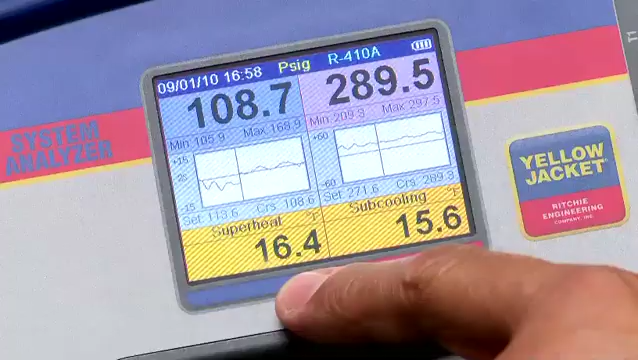 09/01/10 16:58 Psig R-410A
108.7 289.5
Min 105.9 Max 168.9 Min 209.3 Max 297.5
+15 +60
-25
-15 -60
Set 113.6 Crs 108.6 Set 271.6 Crs 289.3
Superheat °F Subcooling °F
16.4 15.6
SYSTEM
ANALYZER
YELLOW
JACKET
RITCHIE
ENGINEERING
COMPANY, INC.